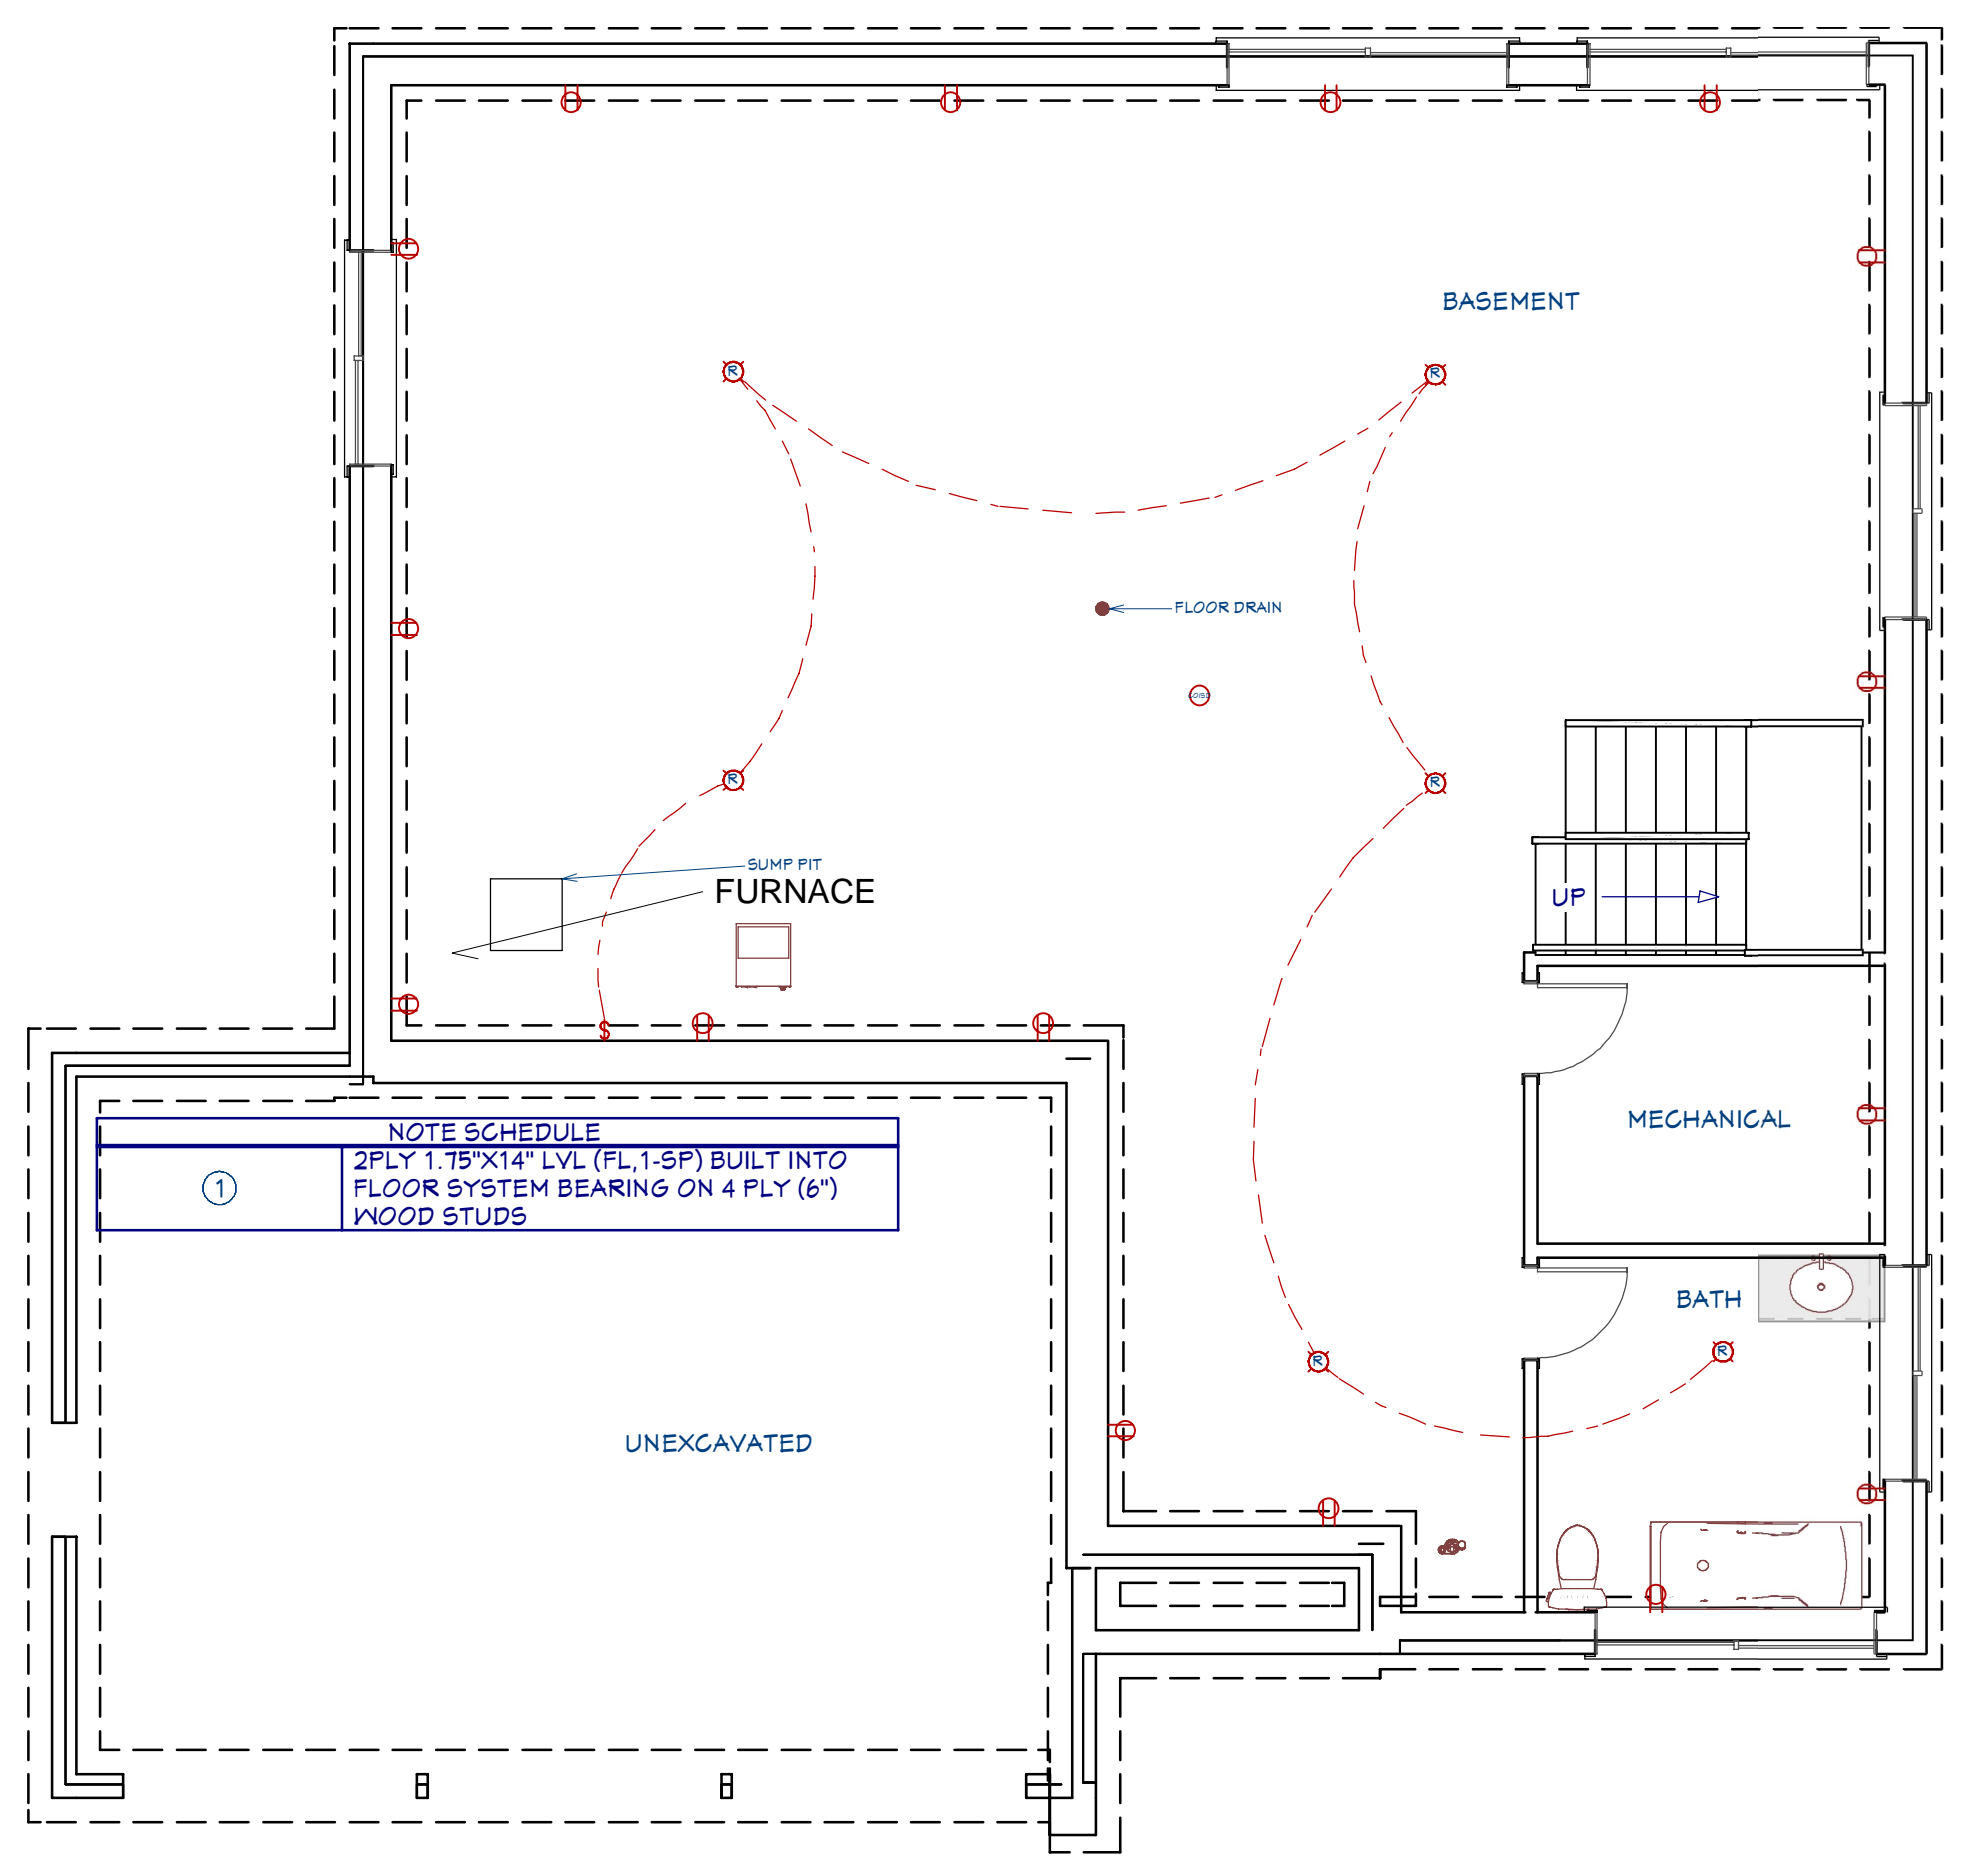 BASEMENT
R
R
FLOOR DRAIN
R
R
SUMP PIT
FURNACE
UP
$
MECHANICAL
NOTE SCHEDULE
1
2PLY 1.75"X14" LVL (FL,1-SP) BUILT INTO
FLOOR SYSTEM BEARING ON 4 PLY (6")
WOOD STUDS
BATH
R
R
UNEXCAVATED